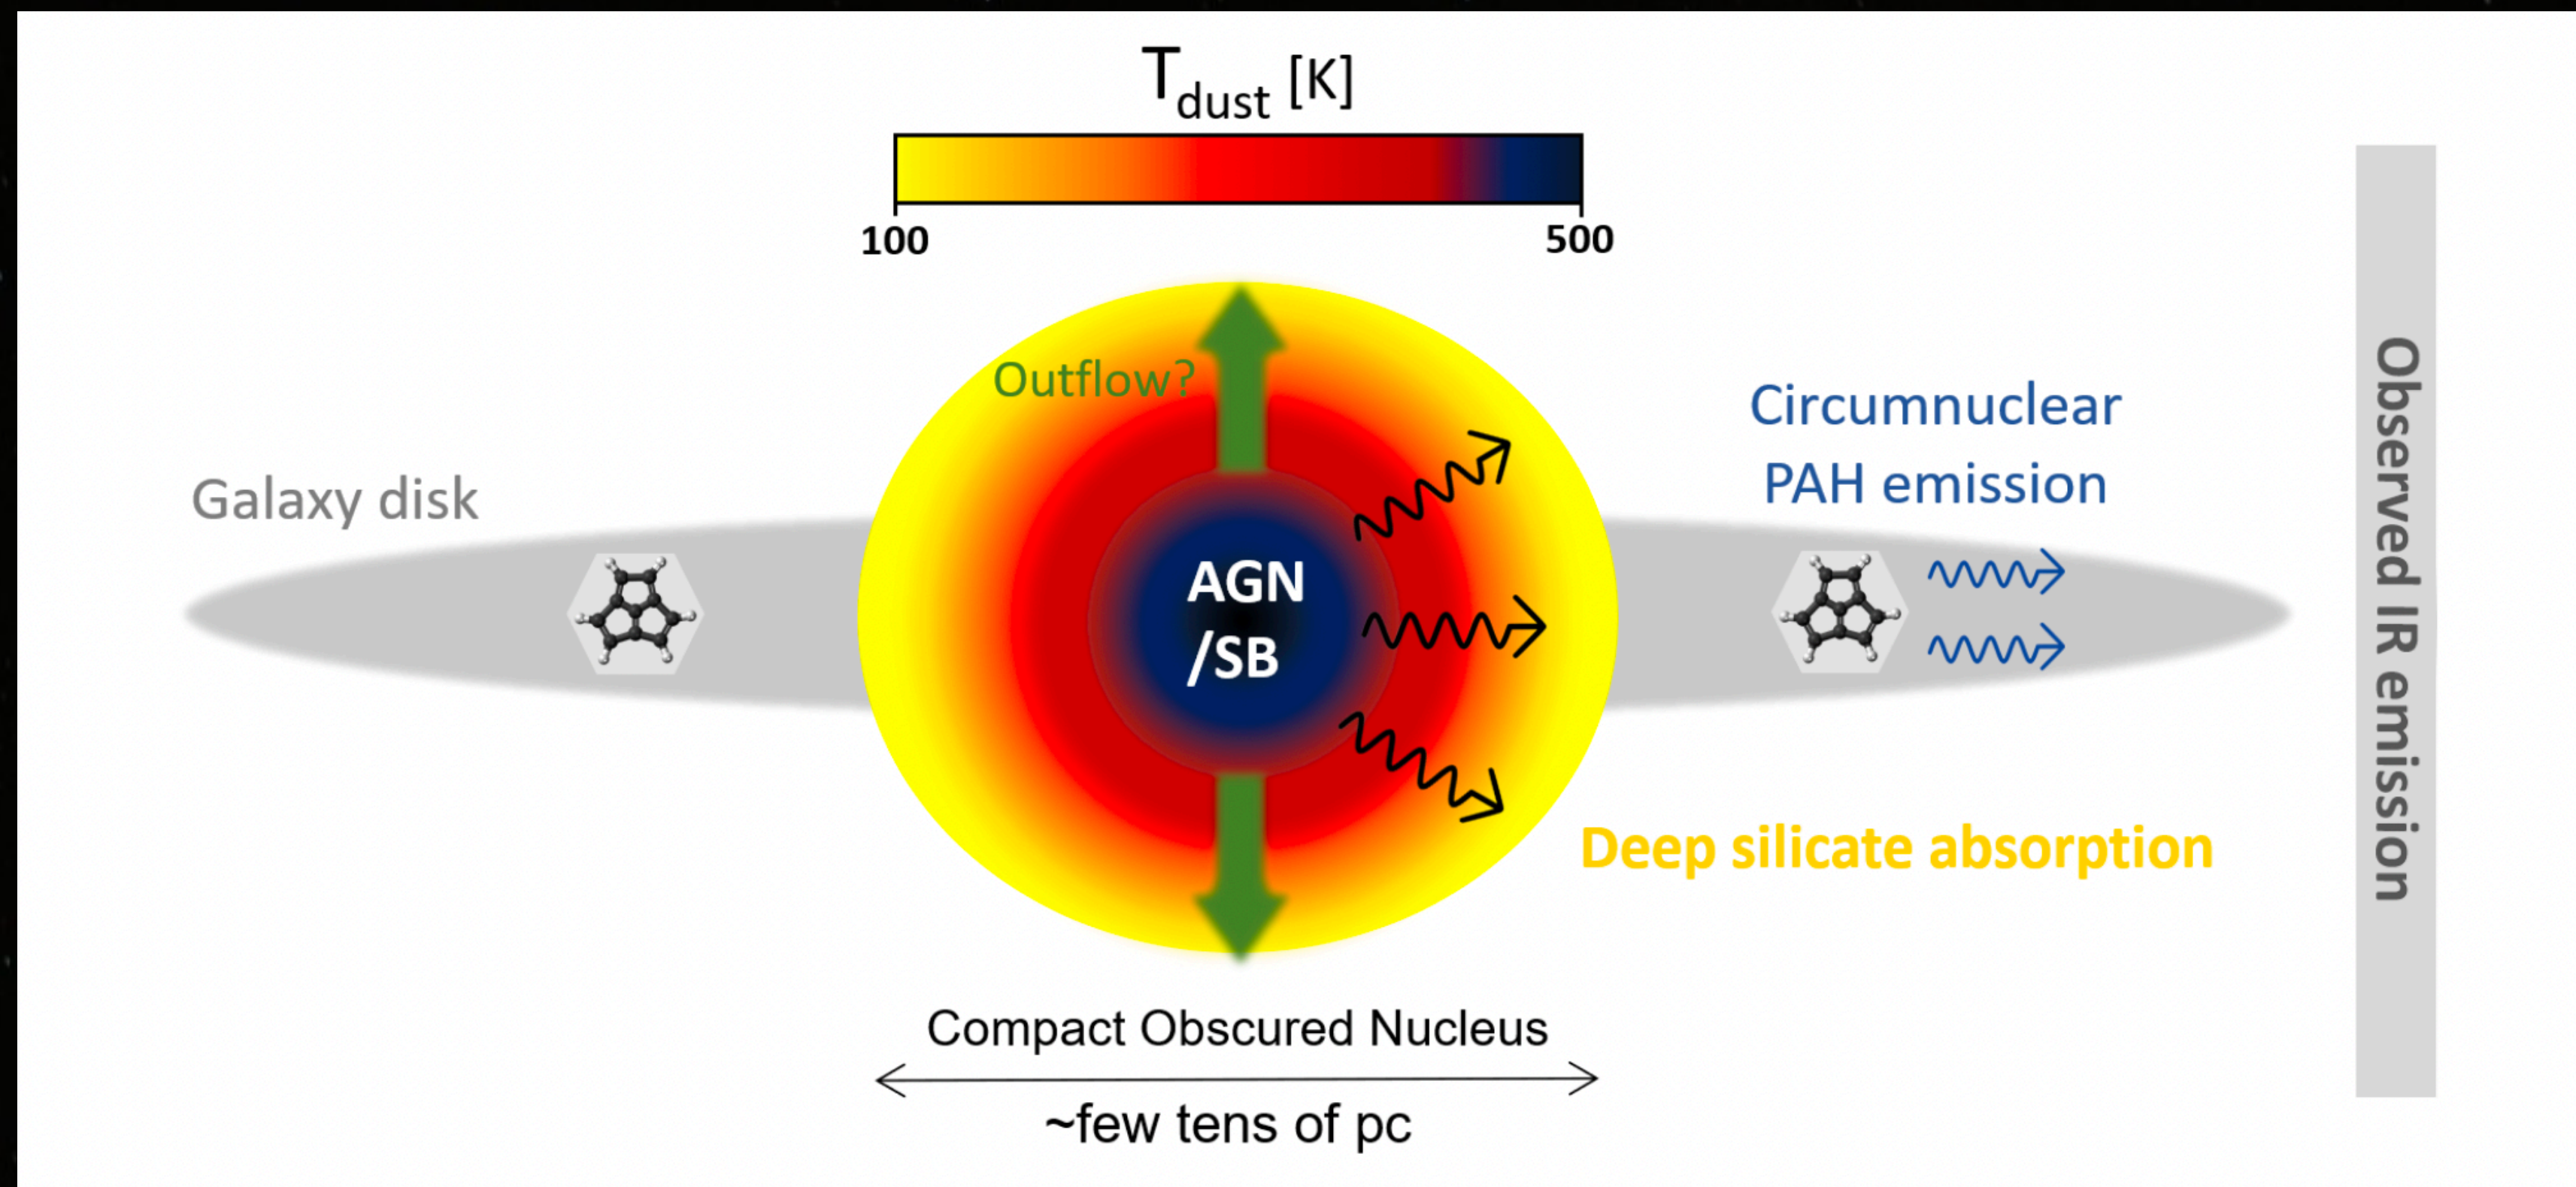 T_dust [K]
100
500
Outflow?
Galaxy disk
AGN
/SB
Circumnuclear
PAH emission
Deep silicate absorption
Observed IR emission
Compact Obscured Nucleus
~few tens of pc